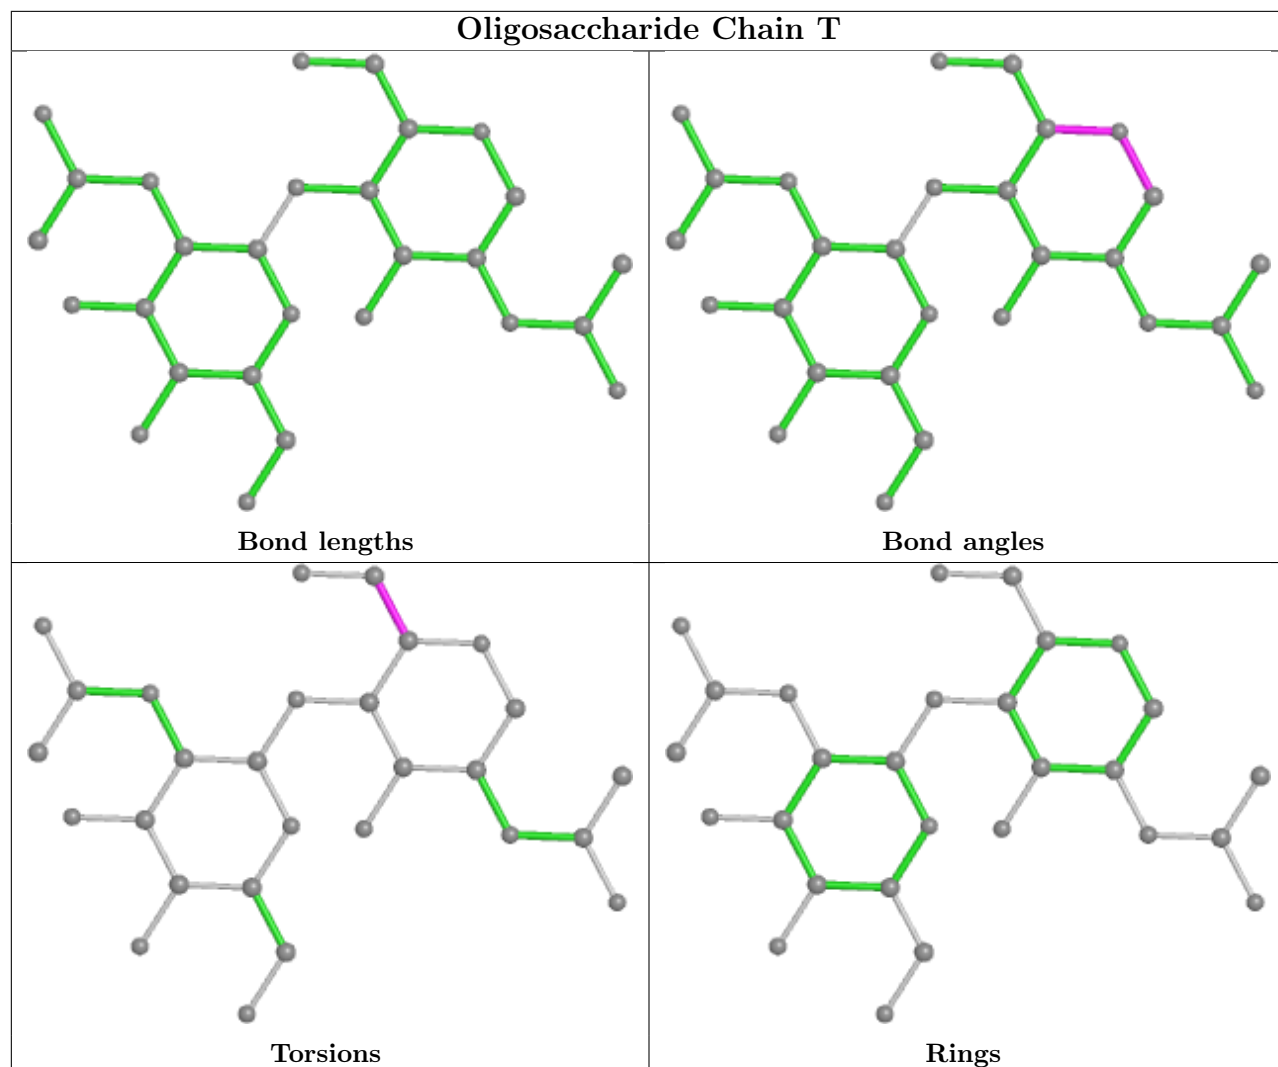 Oligosaccharide Chain T
Bond lengths
Bond angles
Torsions
Rings